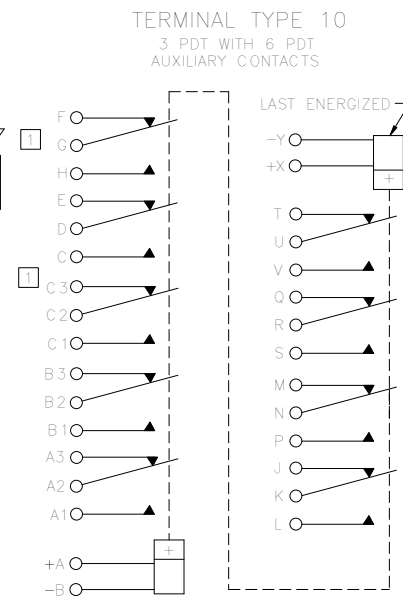 TERMINAL TYPE 10
3 PDT WITH 6 PDT
AUXILIARY CONTACTS
LAST ENERGIZED
F
1
G
H
E
D
C
1
C3
C2
C1
B3
B2
B1
A3
A2
A1
+
+A
-B
-Y
+X
+
T
U
V
Q
R
S
M
N
P
J
K
L